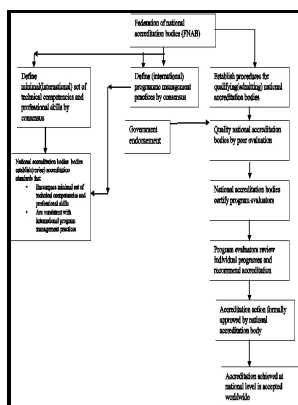 Federation of national
accreditation bodies (FNAB)
Define
minimal(international) set of
technical competencies and
professional skills by
consensus
Define (international)
programme management
practices by consensus
Establish procedures for
qualifying(admitting) national
accreditation bodies
Government
endorsement
Quality national accreditation
bodies by peer evaluation
National accreditation bodies bodies
establish(review) accreditation
standards that
• Encompass minimal set of
technical competencies and
professional skills
• Are consistent with
international program
management practices
National accreditation bodies
certify program evaluators
Program evaluators review
individual programs and
recommend accreditation
Accreditation action formally
approved by national
accreditation body
Accreditation achieved at
national level is accepted
worldwide